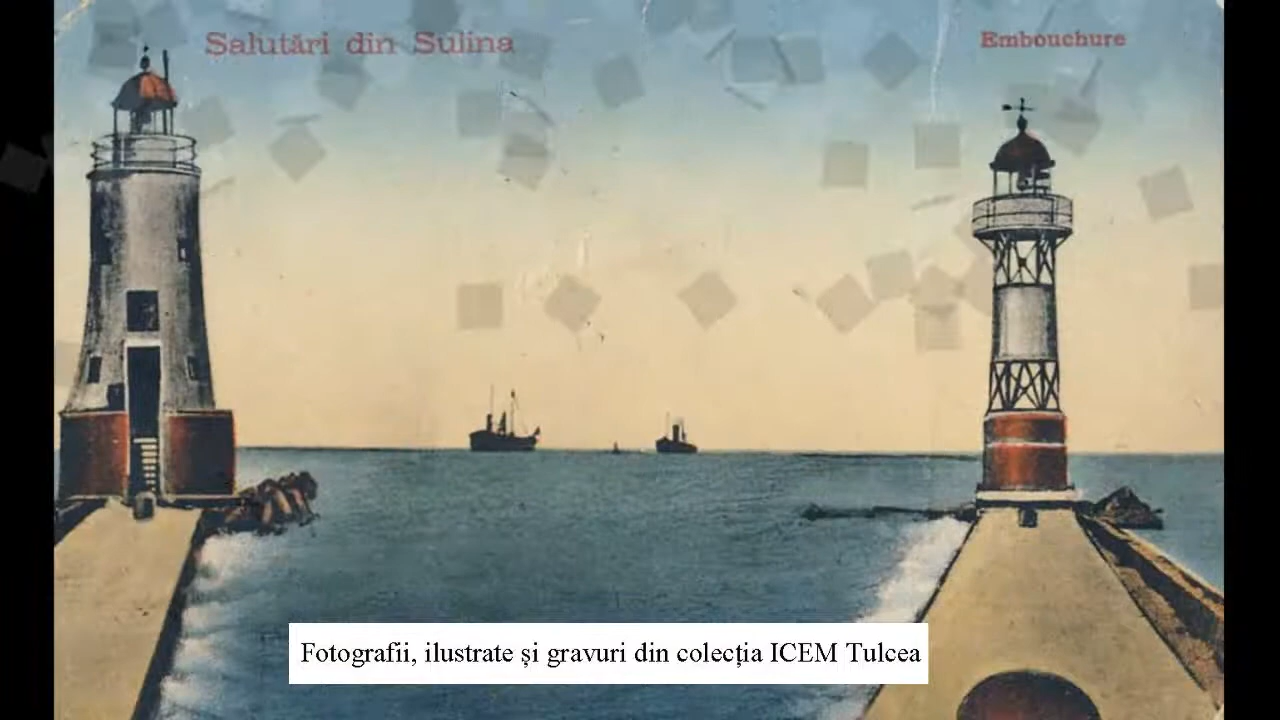 Salutări din Sulina
Embouchure
Fotografii, ilustrate și gravuri din colecția ICEM Tulcea